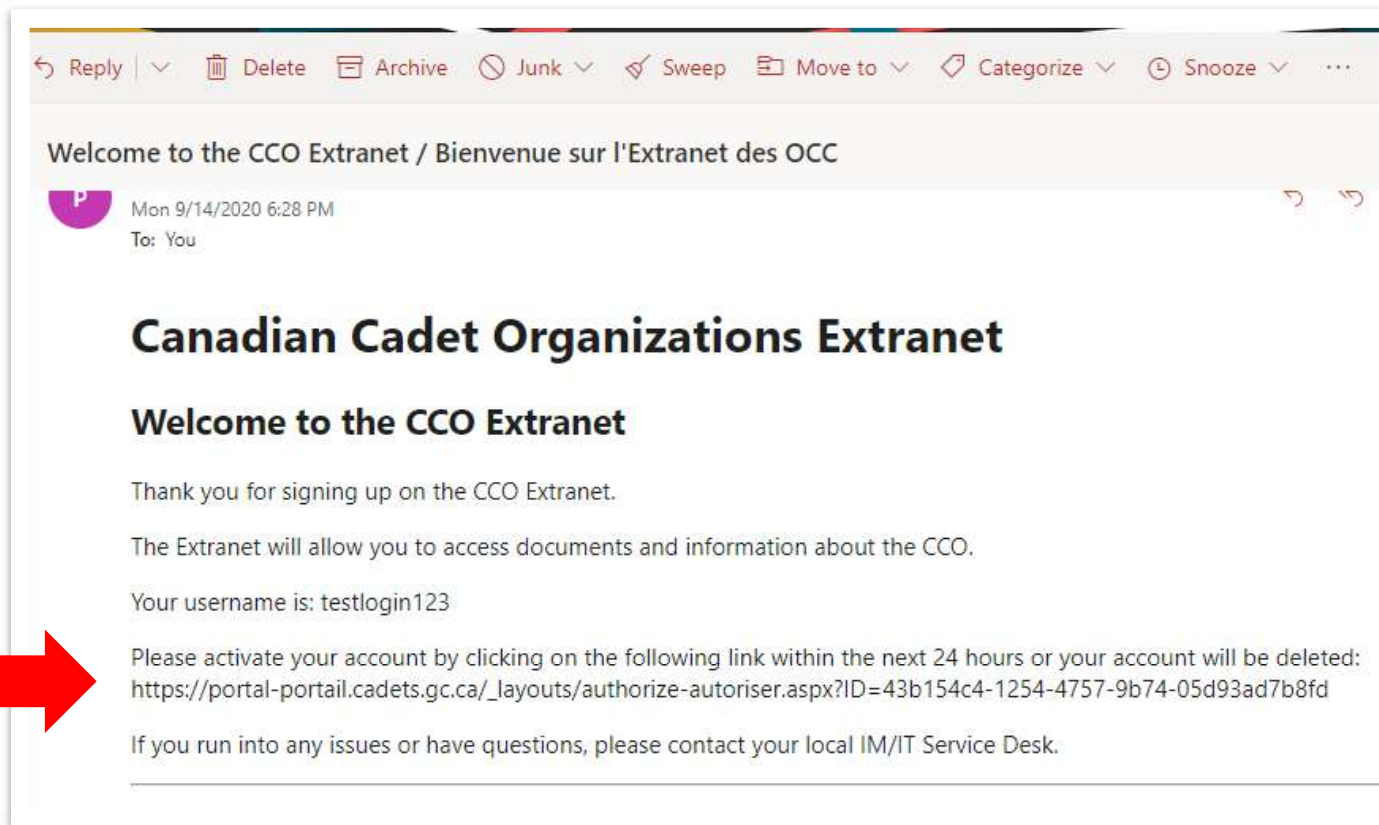 Reply Delete Archive Junk Sweep Move to Categorize Snooze ...
Welcome to the CCO Extranet / Bienvenue sur l'Extranet des OCC
P
Mon 9/14/2020 6:28 PM
To: You
Canadian Cadet Organizations Extranet
Welcome to the CCO Extranet
Thank you for signing up on the CCO Extranet.
The Extranet will allow you to access documents and information about the CCO.
Your username is: testlogin123
Please activate your account by clicking on the following link within the next 24 hours or your account will be deleted:
https://portal-portail.cadets.gc.ca/_layouts/authorize-autoriser.aspx?ID=43b154c4-1254-4757-9b74-05d93ad7b8fd
If you run into any issues or have questions, please contact your local IM/IT Service Desk.